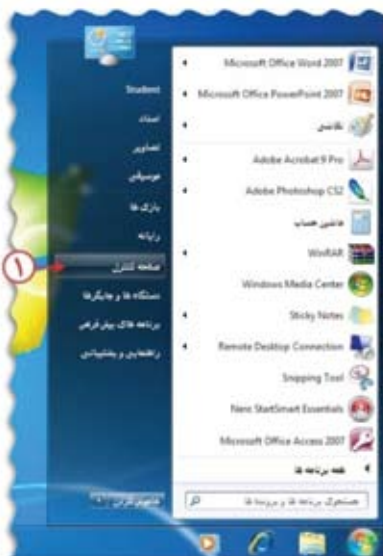 Microsoft Office Word 2007
Microsoft Office PowerPoint 2007
نقاشی
Adobe Acrobat 9 Pro
Adobe Photoshop CS2
ماشین حساب
WinRAR
Windows Media Center
Sticky Notes
Remote Desktop Connection
Snipping Tool
Nero StartSmart Essentials
Microsoft Office Access 2007
همه برنامه ها
جستجوی برنامه ها و پرونده ها
Student
اسناد
تصاویر
موسیقی
بازی ها
رایانه
صفحه کنترل
۱
دستگاه ها و چاپگرها
برنامه های پیش فرض
راهنمایی و پشتیبانی